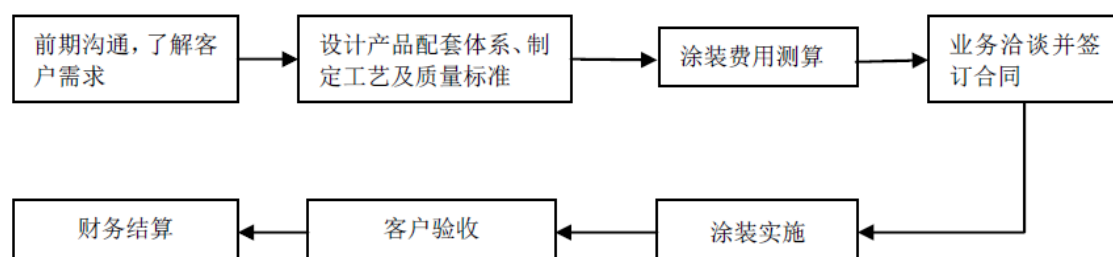 前期沟通，了解客
户需求
设计产品配套体系、制
定工艺及质量标准
涂装费用测算
业务洽谈并签
订合同
财务结算
客户验收
涂装实施